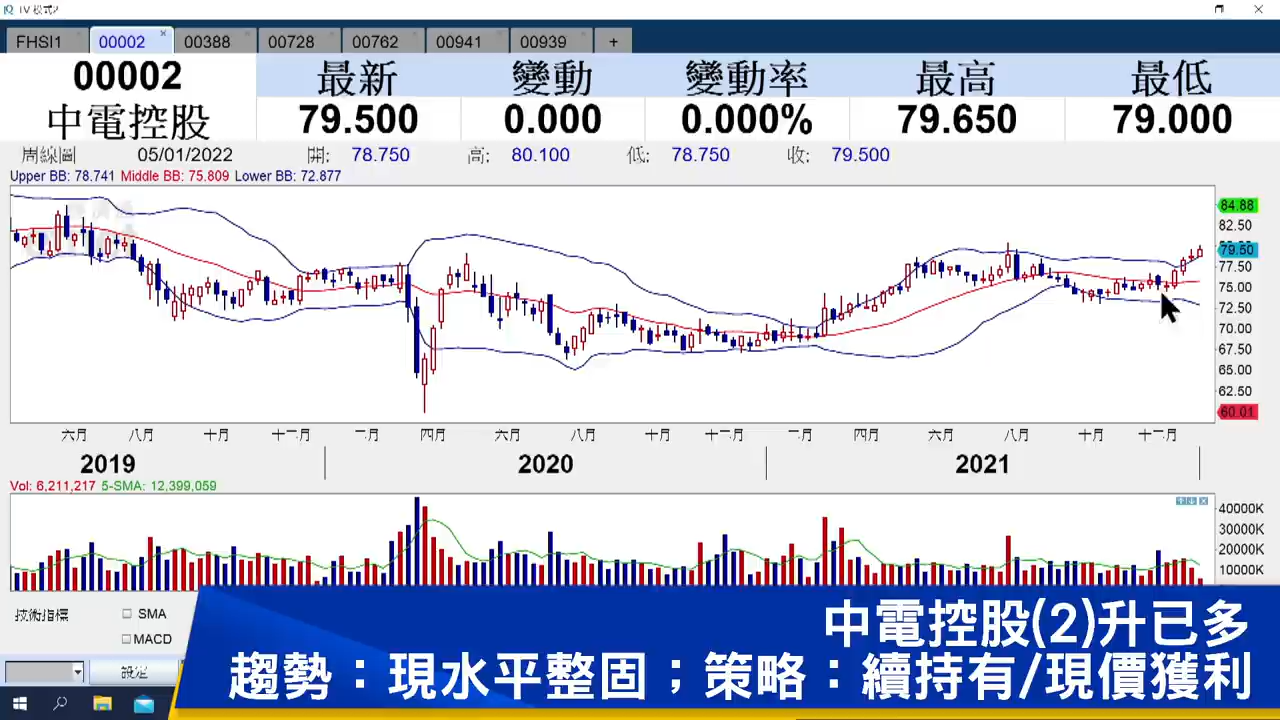 TV 模式2
FHSI1 00002 00388 00728 00762 00941 00939 +
00002 最新 變動 變動率 最高 最低
中電控股 79.500 0.000 0.000% 79.650 79.000
周線圖 05/01/2022 開: 78.750 高: 80.100 低: 78.750 收: 79.500
Upper BB: 78.741 Middle BB: 75.809 Lower BB: 72.877
84.88
82.50
79.50
77.50
75.00
72.50
70.00
67.50
65.00
62.50
60.01
六月 八月 十月 十二月 二月 四月 六月 八月 十月 十二月 二月 四月 六月 八月 十月 十二月
2019 2020 2021
Vol: 6,211,217 5-SMA: 12,399,059
40000K
30000K
20000K
10000K
技術指標 SMA
MACD
設定
中電控股(2)升已多
趨勢：現水平整固；策略：續持有/現價獲利